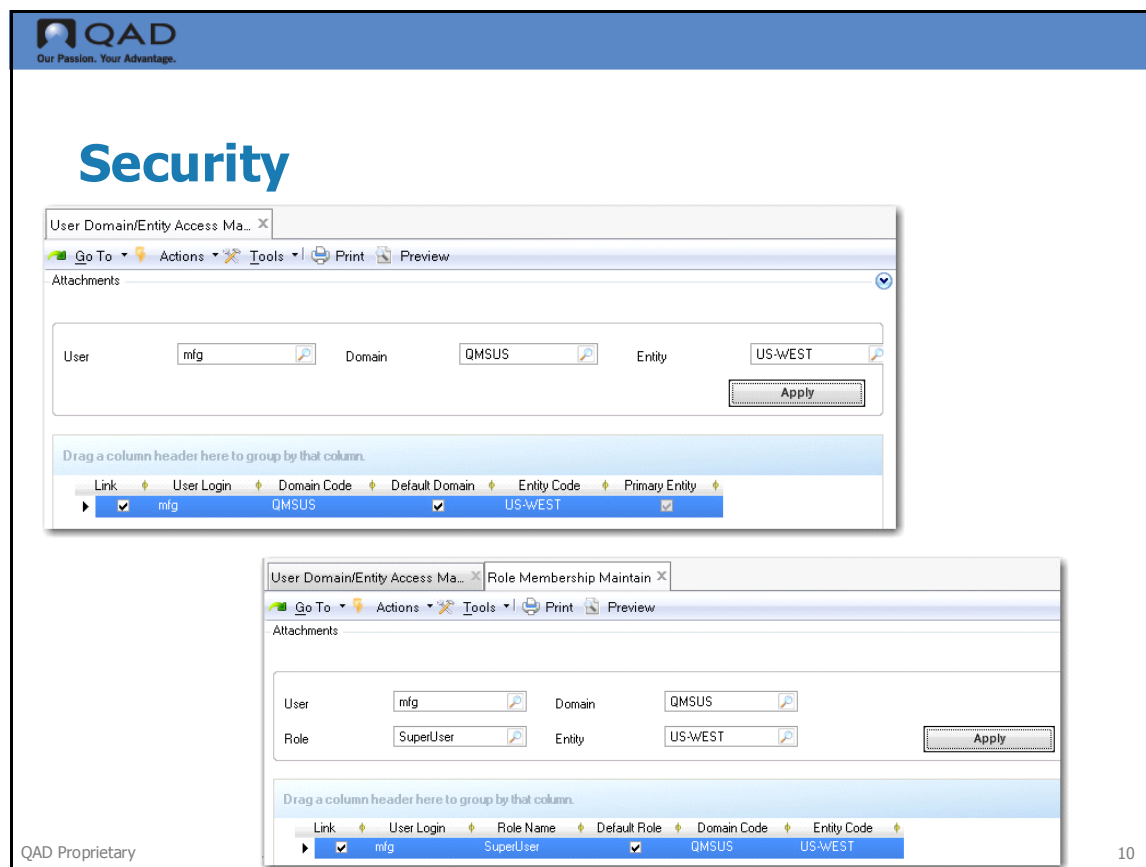 QAD
Our Passion. Your Advantage.
Security
User Domain/Entity Access Ma...
Go To Actions Tools Print Preview
Attachments
User mfg Domain QMSUS Entity US-WEST
Apply
Drag a column header here to group by that column.
Link User Login Domain Code Default Domain Entity Code Primary Entity
mfg QMSUS US-WEST
User Domain/Entity Access Ma... Role Membership Maintain
Go To Actions Tools Print Preview
Attachments
User mfg Domain QMSUS
Role SuperUser Entity US-WEST Apply
Drag a column header here to group by that column.
Link User Login Role Name Default Role Domain Code Entity Code
mfg SuperUser QMSUS US-WEST
QAD Proprietary 10